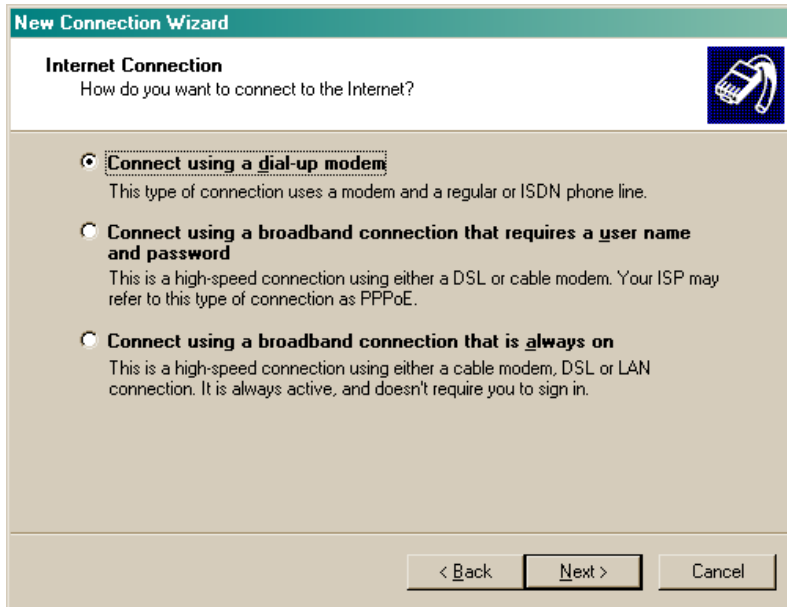 New Connection Wizard
Internet Connection
How do you want to connect to the Internet?
Connect using a dial-up modem
This type of connection uses a modem and a regular or ISDN phone line.
Connect using a broadband connection that requires a user name
and password
This is a high-speed connection using either a DSL or cable modem. Your ISP may
refer to this type of connection as PPPoE.
Connect using a broadband connection that is always on
This is a high-speed connection using either a cable modem, DSL or LAN
connection. It is always active, and doesn't require you to sign in.
< Back Next > Cancel